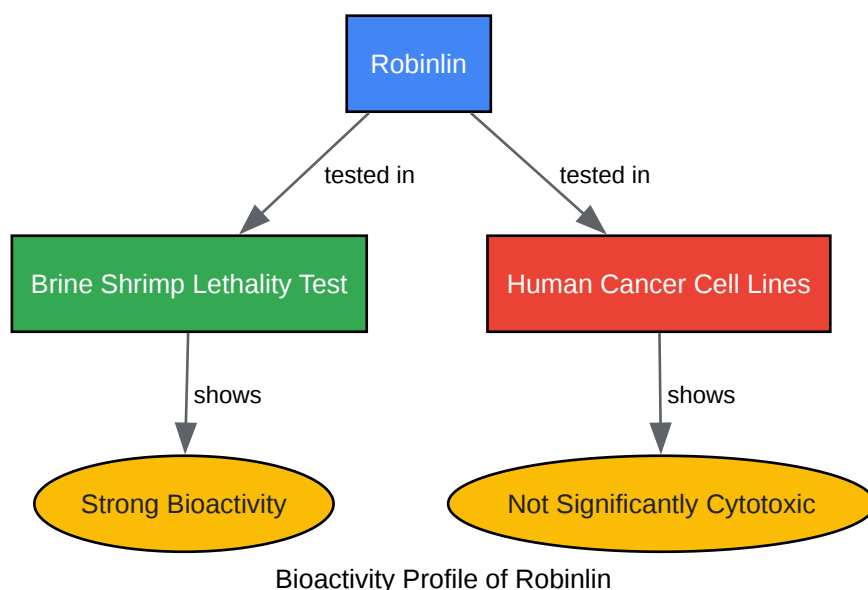 Robinlin
tested in
tested in
Brine Shrimp Lethality Test
Human Cancer Cell Lines
shows
shows
Strong Bioactivity
Not Significantly Cytotoxic
Bioactivity Profile of Robinlin